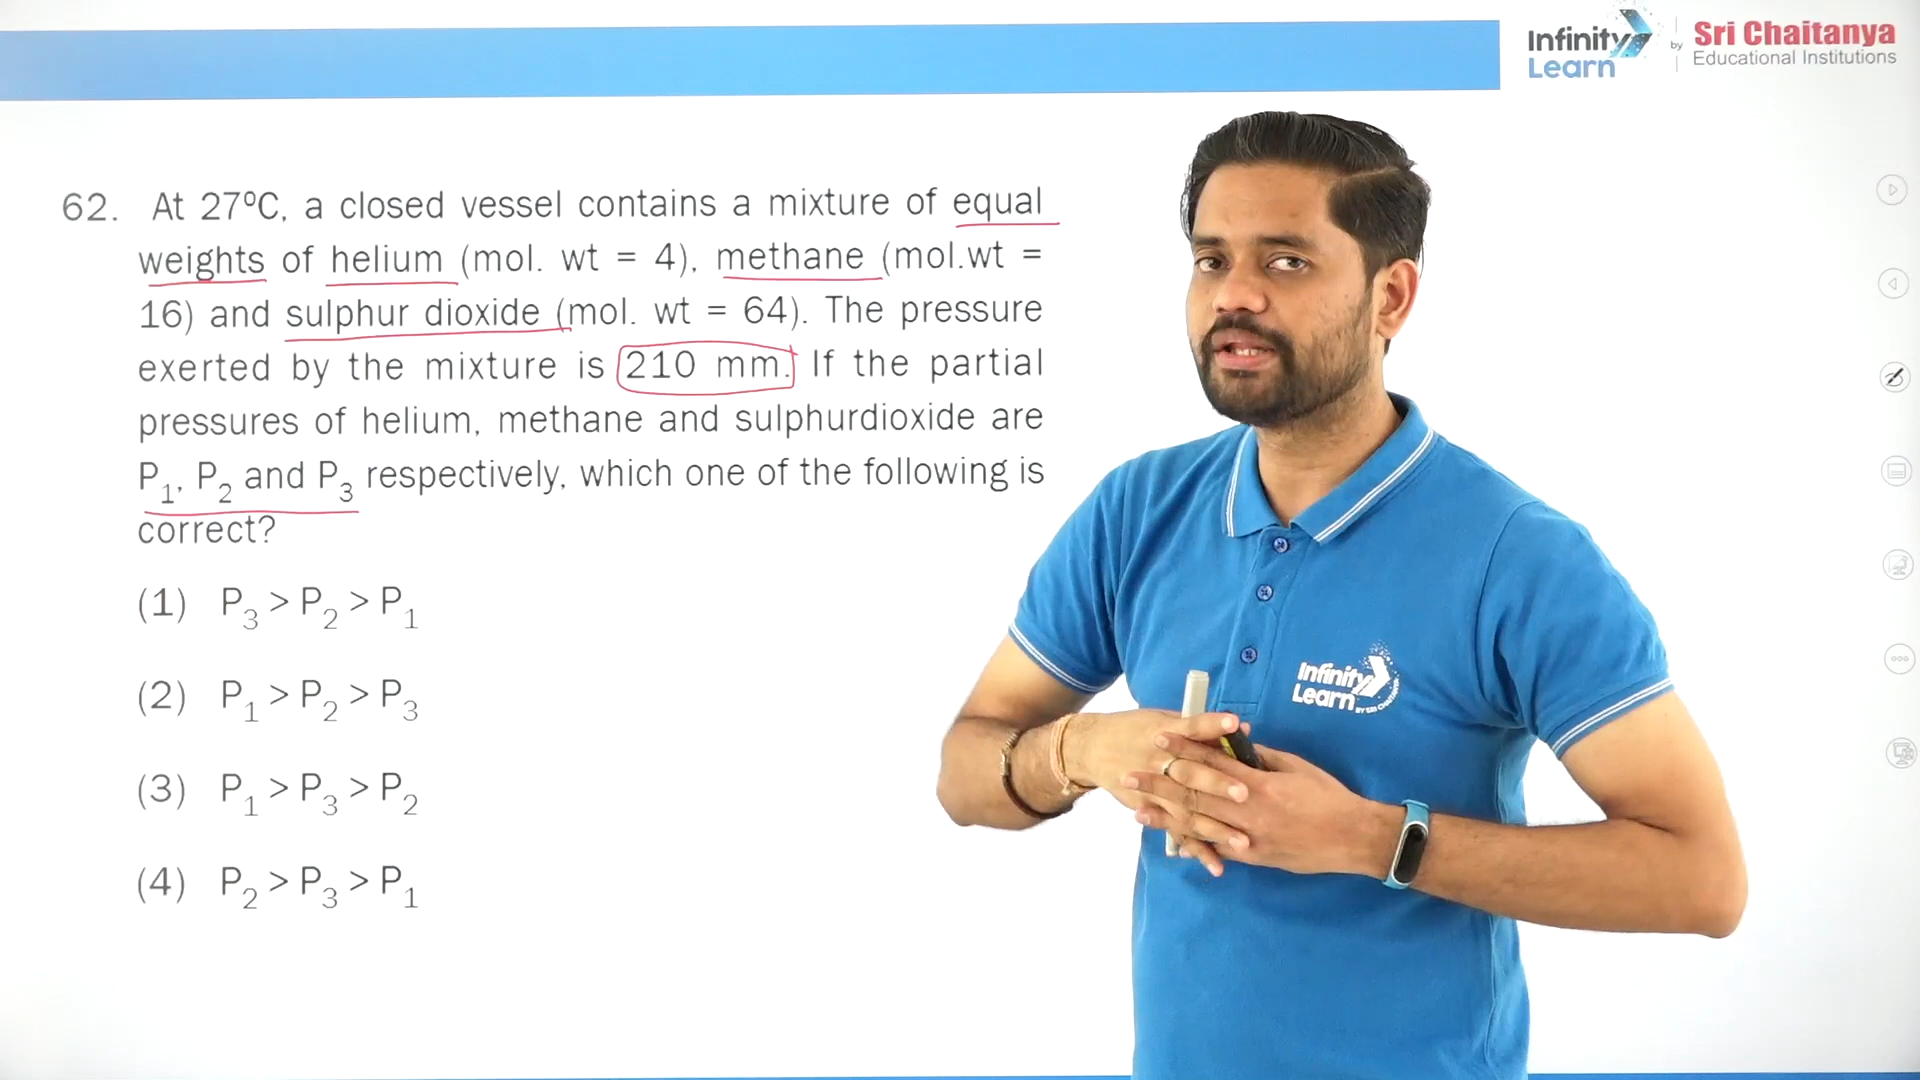 Infinity Learn by Sri Chaitanya
Educational Institutions
62. At 27ºC, a closed vessel contains a mixture of equal
weights of helium (mol. wt = 4), methane (mol.wt =
16) and sulphur dioxide (mol. wt = 64). The pressure
exerted by the mixture is 210 mm. If the partial
pressures of helium, methane and sulphurdioxide are
P1, P2 and P3 respectively, which one of the following is
correct?
(1) P3 > P2 > P1
(2) P1 > P2 > P3
(3) P1 > P3 > P2
(4) P2 > P3 > P1
Infinity
Learn
BY SRI CHAITANYA